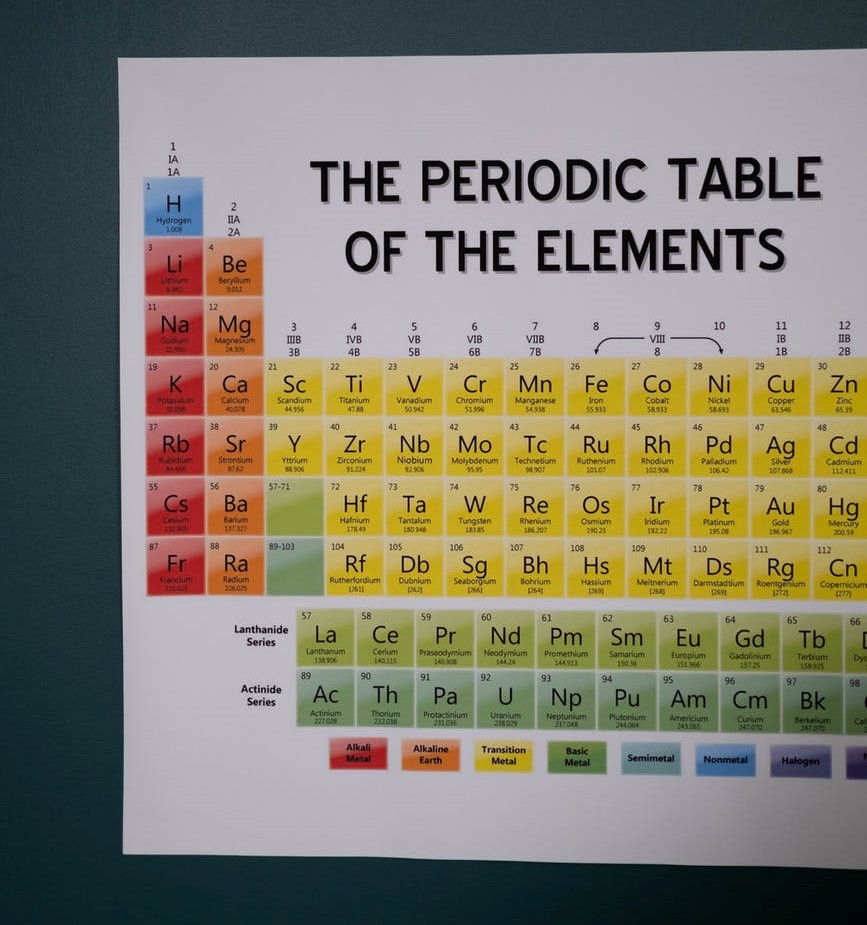 THE PERIODIC TABLE
OF THE ELEMENTS
1
IA
1A
2
IIA
2A
1
H
Hydrogen
1.008
3 4
Li Be
Lithium Beryllium
9.012
11 12
Na Mg
Sodium Magnesium
24.305
3 4 5 6 7 8 9 10 11 12
IIIB IVB VB VIB VIIB VIII IB IIB
3B 4B 5B 6B 7B 8 1B 2B
19 20 21 22 23 24 25 26 27 28 29 30
K Ca Sc Ti V Cr Mn Fe Co Ni Cu Zn
Potassium Calcium Scandium Titanium Vanadium Chromium Manganese Iron Cobalt Nickel Copper Zinc
40.078 44.956 47.88 50.942 51.996 54.938 55.933 58.933 58.693 63.546 65.39
37 38 39 40 41 42 43 44 45 46 47 48
Rb Sr Y Zr Nb Mo Tc Ru Rh Pd Ag Cd
Rubidium Strontium Yttrium Zirconium Niobium Molybdenum Technetium Ruthenium Rhodium Palladium Silver Cadmium
87.62 88.906 91.224 92.906 95.95 98.907 101.07 102.906 106.42 107.868 112.411
55 56 57-71 72 73 74 75 76 77 78 79 80
Cs Ba Hf Ta W Re Os Ir Pt Au Hg
Cesium Barium Hafnium Tantalum Tungsten Rhenium Osmium Iridium Platinum Gold Mercury
137.327 178.49 180.948 183.85 186.207 190.23 192.22 195.08 196.967 200.59
87 88 89-103 104 105 106 107 108 109 110 111 112
Fr Ra Rf Db Sg Bh Hs Mt Ds Rg Cn
Francium Radium Rutherfordium Dubnium Seaborgium Bohrium Hassium Meitnerium Darmstadtium Roentgenium Copernicium
226.025 [261] [262] [266] [264] [269] [268] [269] [272] [277]
Lanthanide
Series
57 58 59 60 61 62 63 64 65 66
La Ce Pr Nd Pm Sm Eu Gd Tb
Lanthanum Cerium Praseodymium Neodymium Promethium Samarium Europium Gadolinium Terbium
138.906 140.115 140.908 144.24 144.913 150.36 151.966 157.25 158.925
Actinide
Series
89 90 91 92 93 94 95 96 97 98
Ac Th Pa U Np Pu Am Cm Bk
Actinium Thorium Protactinium Uranium Neptunium Plutonium Americium Curium Berkelium
227.028 232.038 231.036 238.029 237.048 244.064 243.061 247.070 247.070
Alkali
Metal
Alkaline
Earth
Transition
Metal
Basic
Metal
Semimetal
Nonmetal
Halogen